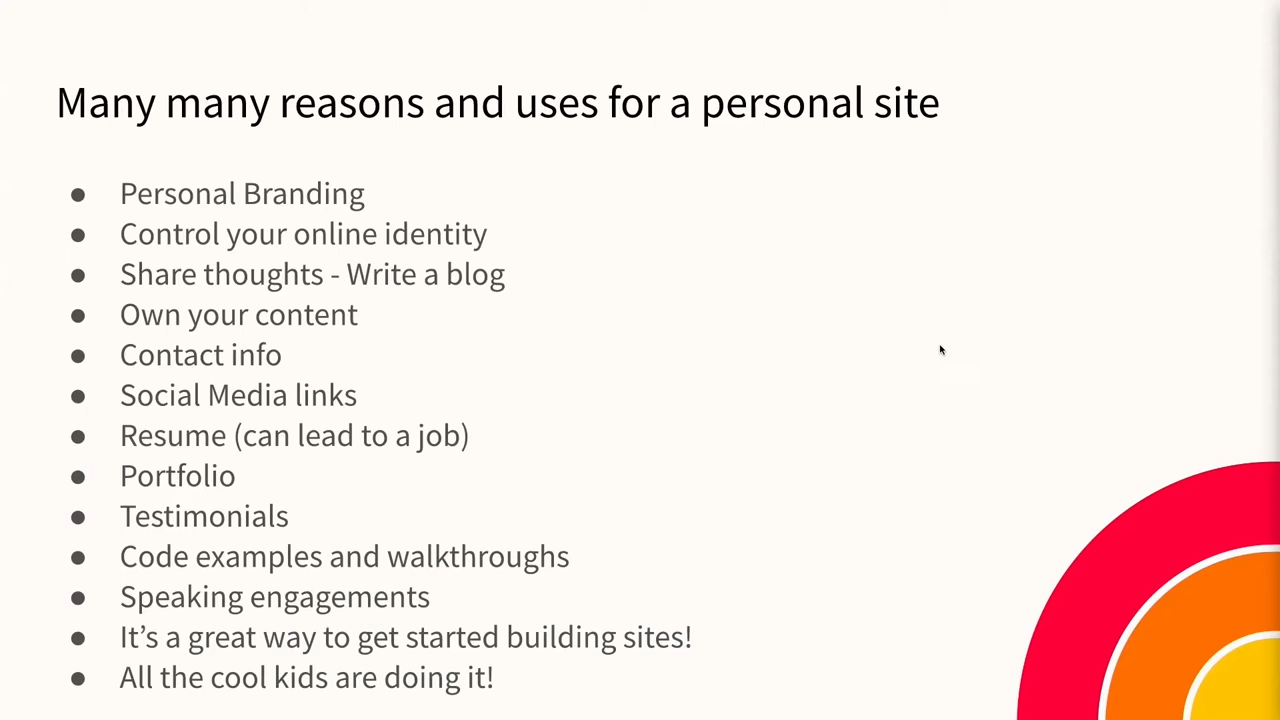 Many many reasons and uses for a personal site
● Personal Branding
● Control your online identity
● Share thoughts - Write a blog
● Own your content
● Contact info
● Social Media links
● Resume (can lead to a job)
● Portfolio
● Testimonials
● Code examples and walkthroughs
● Speaking engagements
● It’s a great way to get started building sites!
● All the cool kids are doing it!